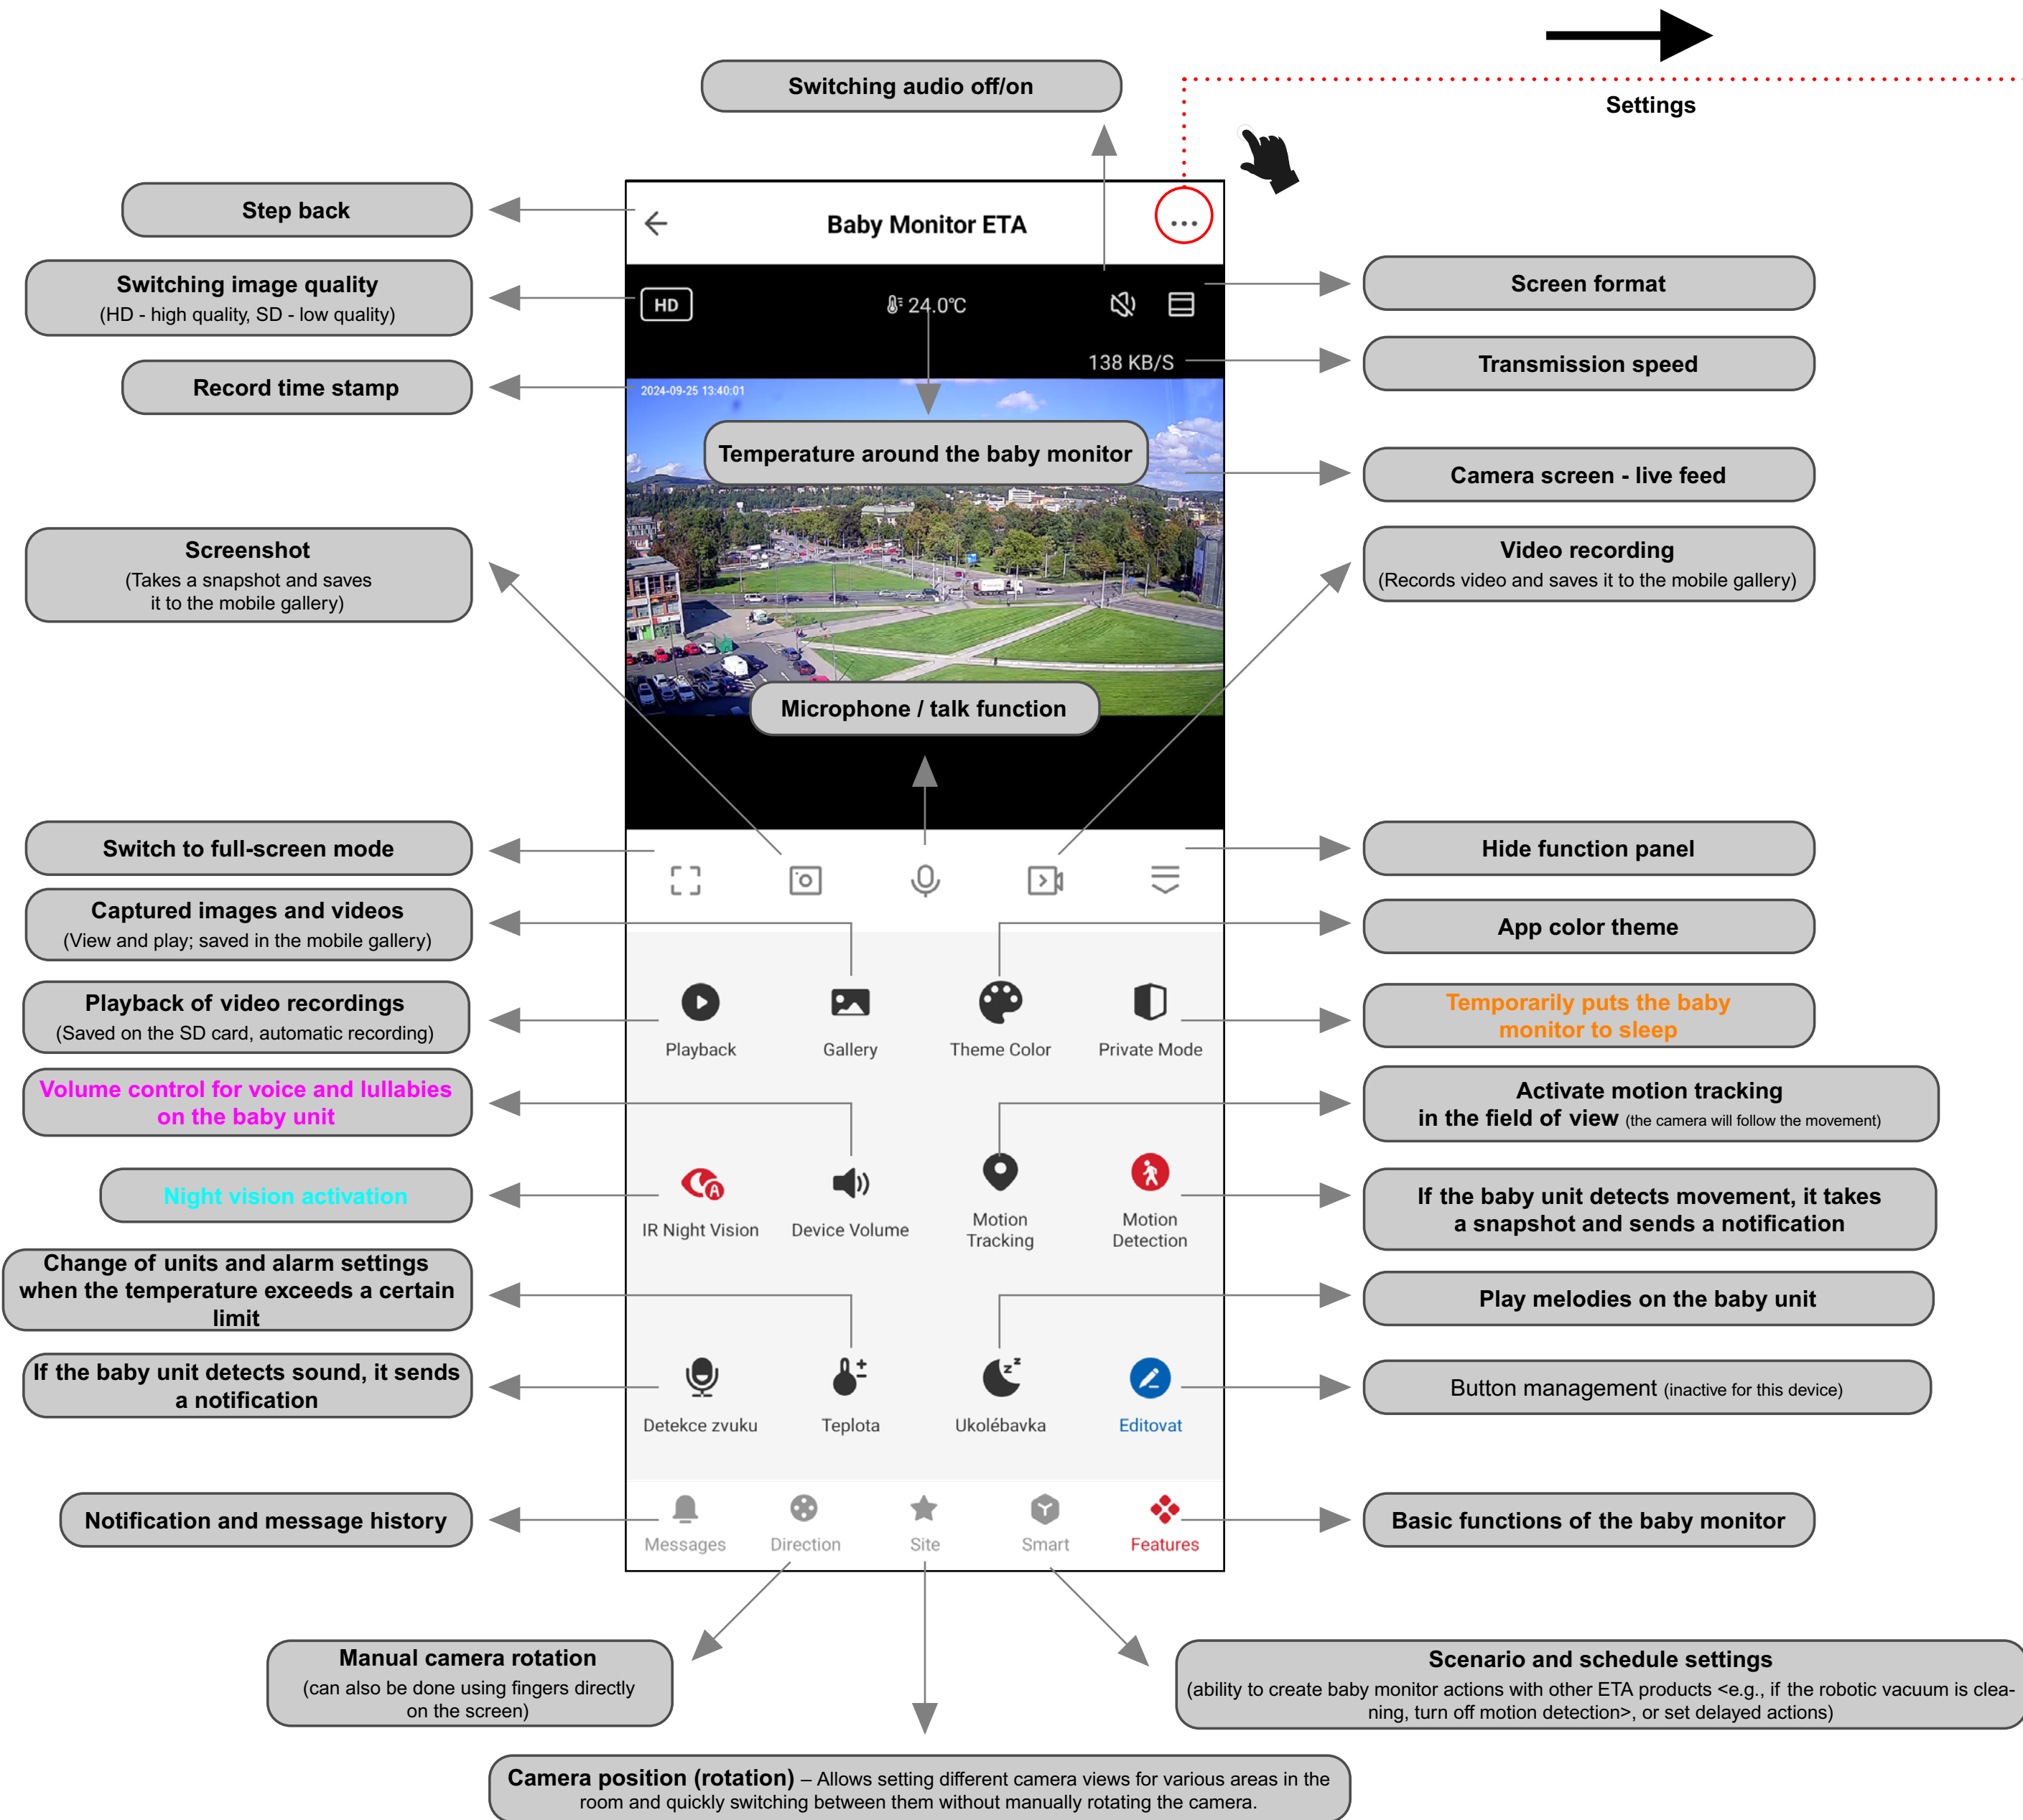 Switching audio off/on
Settings
Step back
Baby Monitor ETA
Switching image quality
(HD - high quality, SD - low quality)
HD
24.0°C
Screen format
138 KB/S
Transmission speed
Record time stamp
2024-09-25 13:40:01
Temperature around the baby monitor
Camera screen - live feed
Screenshot
(Takes a snapshot and saves
it to the mobile gallery)
Video recording
(Records video and saves it to the mobile gallery)
Microphone / talk function
Switch to full-screen mode
Hide function panel
Captured images and videos
(View and play; saved in the mobile gallery)
App color theme
Playback of video recordings
(Saved on the SD card, automatic recording)
Playback
Gallery
Theme Color
Private Mode
Temporarily puts the baby
monitor to sleep
Volume control for voice and lullabies
on the baby unit
Activate motion tracking
in the field of view (the camera will follow the movement)
Night vision activation
A
IR Night Vision
Device Volume
Motion
Tracking
Motion
Detection
If the baby unit detects movement, it takes
a snapshot and sends a notification
Change of units and alarm settings
when the temperature exceeds a certain
limit
Play melodies on the baby unit
If the baby unit detects sound, it sends
a notification
z z
Detekce zvuku
Teplota
Ukolébavka
Editovat
Button management (inactive for this device)
Notification and message history
Messages
Direction
Site
Smart
Features
Basic functions of the baby monitor
Manual camera rotation
(can also be done using fingers directly
on the screen)
Scenario and schedule settings
(ability to create baby monitor actions with other ETA products <e.g., if the robotic vacuum is clea-
ning, turn off motion detection>, or set delayed actions)
Camera position (rotation) – Allows setting different camera views for various areas in the
room and quickly switching between them without manually rotating the camera.